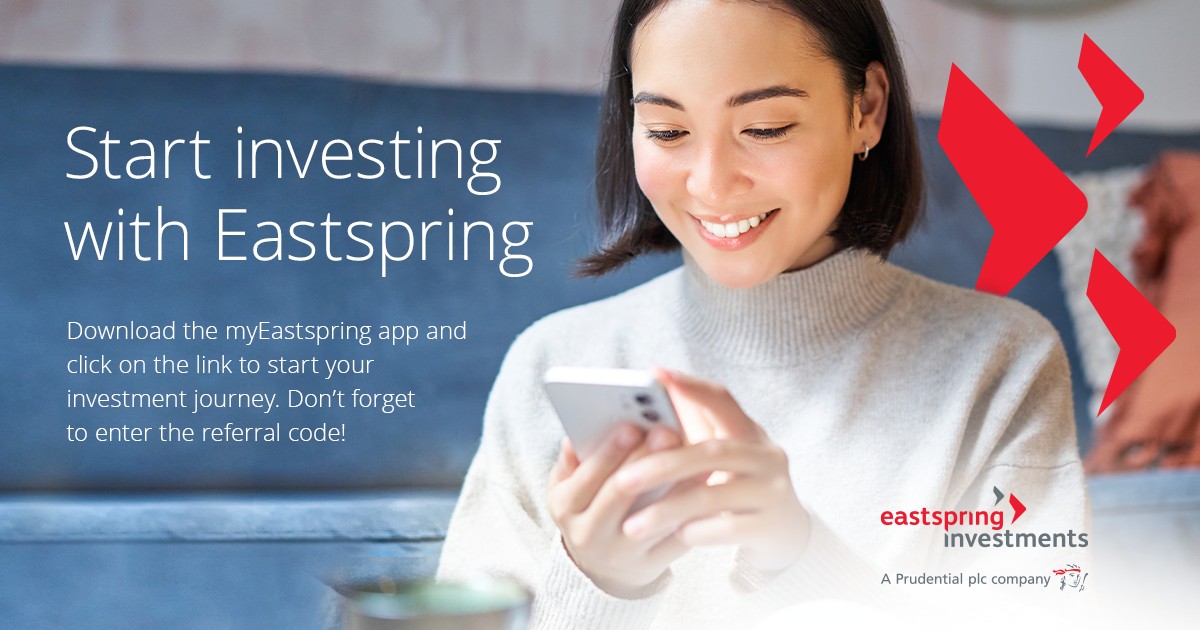 Start investing
with Eastspring
Download the myEastspring app and
click on the link to start your
investment journey. Don’t forget
to enter the referral code!
eastspring
investments
A Prudential plc company